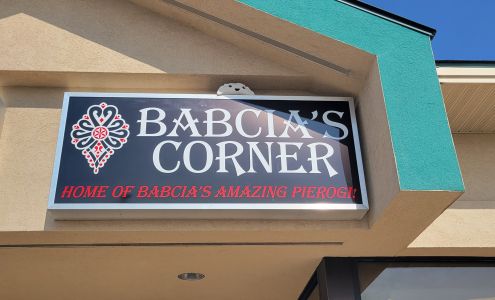 BABCIA'S
CORNER
HOME OF BABCIA'S AMAZING PIEROGI!